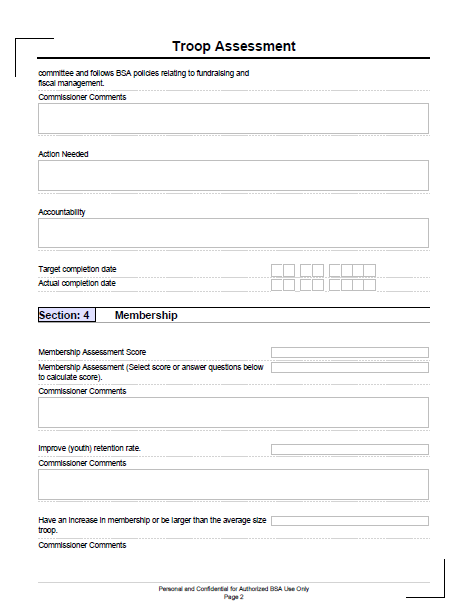 Troop Assessment
committee and follows BSA policies relating to fundraising and
fiscal management.
Commissioner Comments
Action Needed
Accountability
Target completion date
Actual completion date
Section: 4 Membership
Membership Assessment Score
Membership Assessment (Select score or answer questions below
to calculate score).
Commissioner Comments
Improve (youth) retention rate.
Commissioner Comments
Have an increase in membership or be larger than the average size
troop.
Commissioner Comments
Personal and Confidential for Authorized BSA Use Only
Page 2